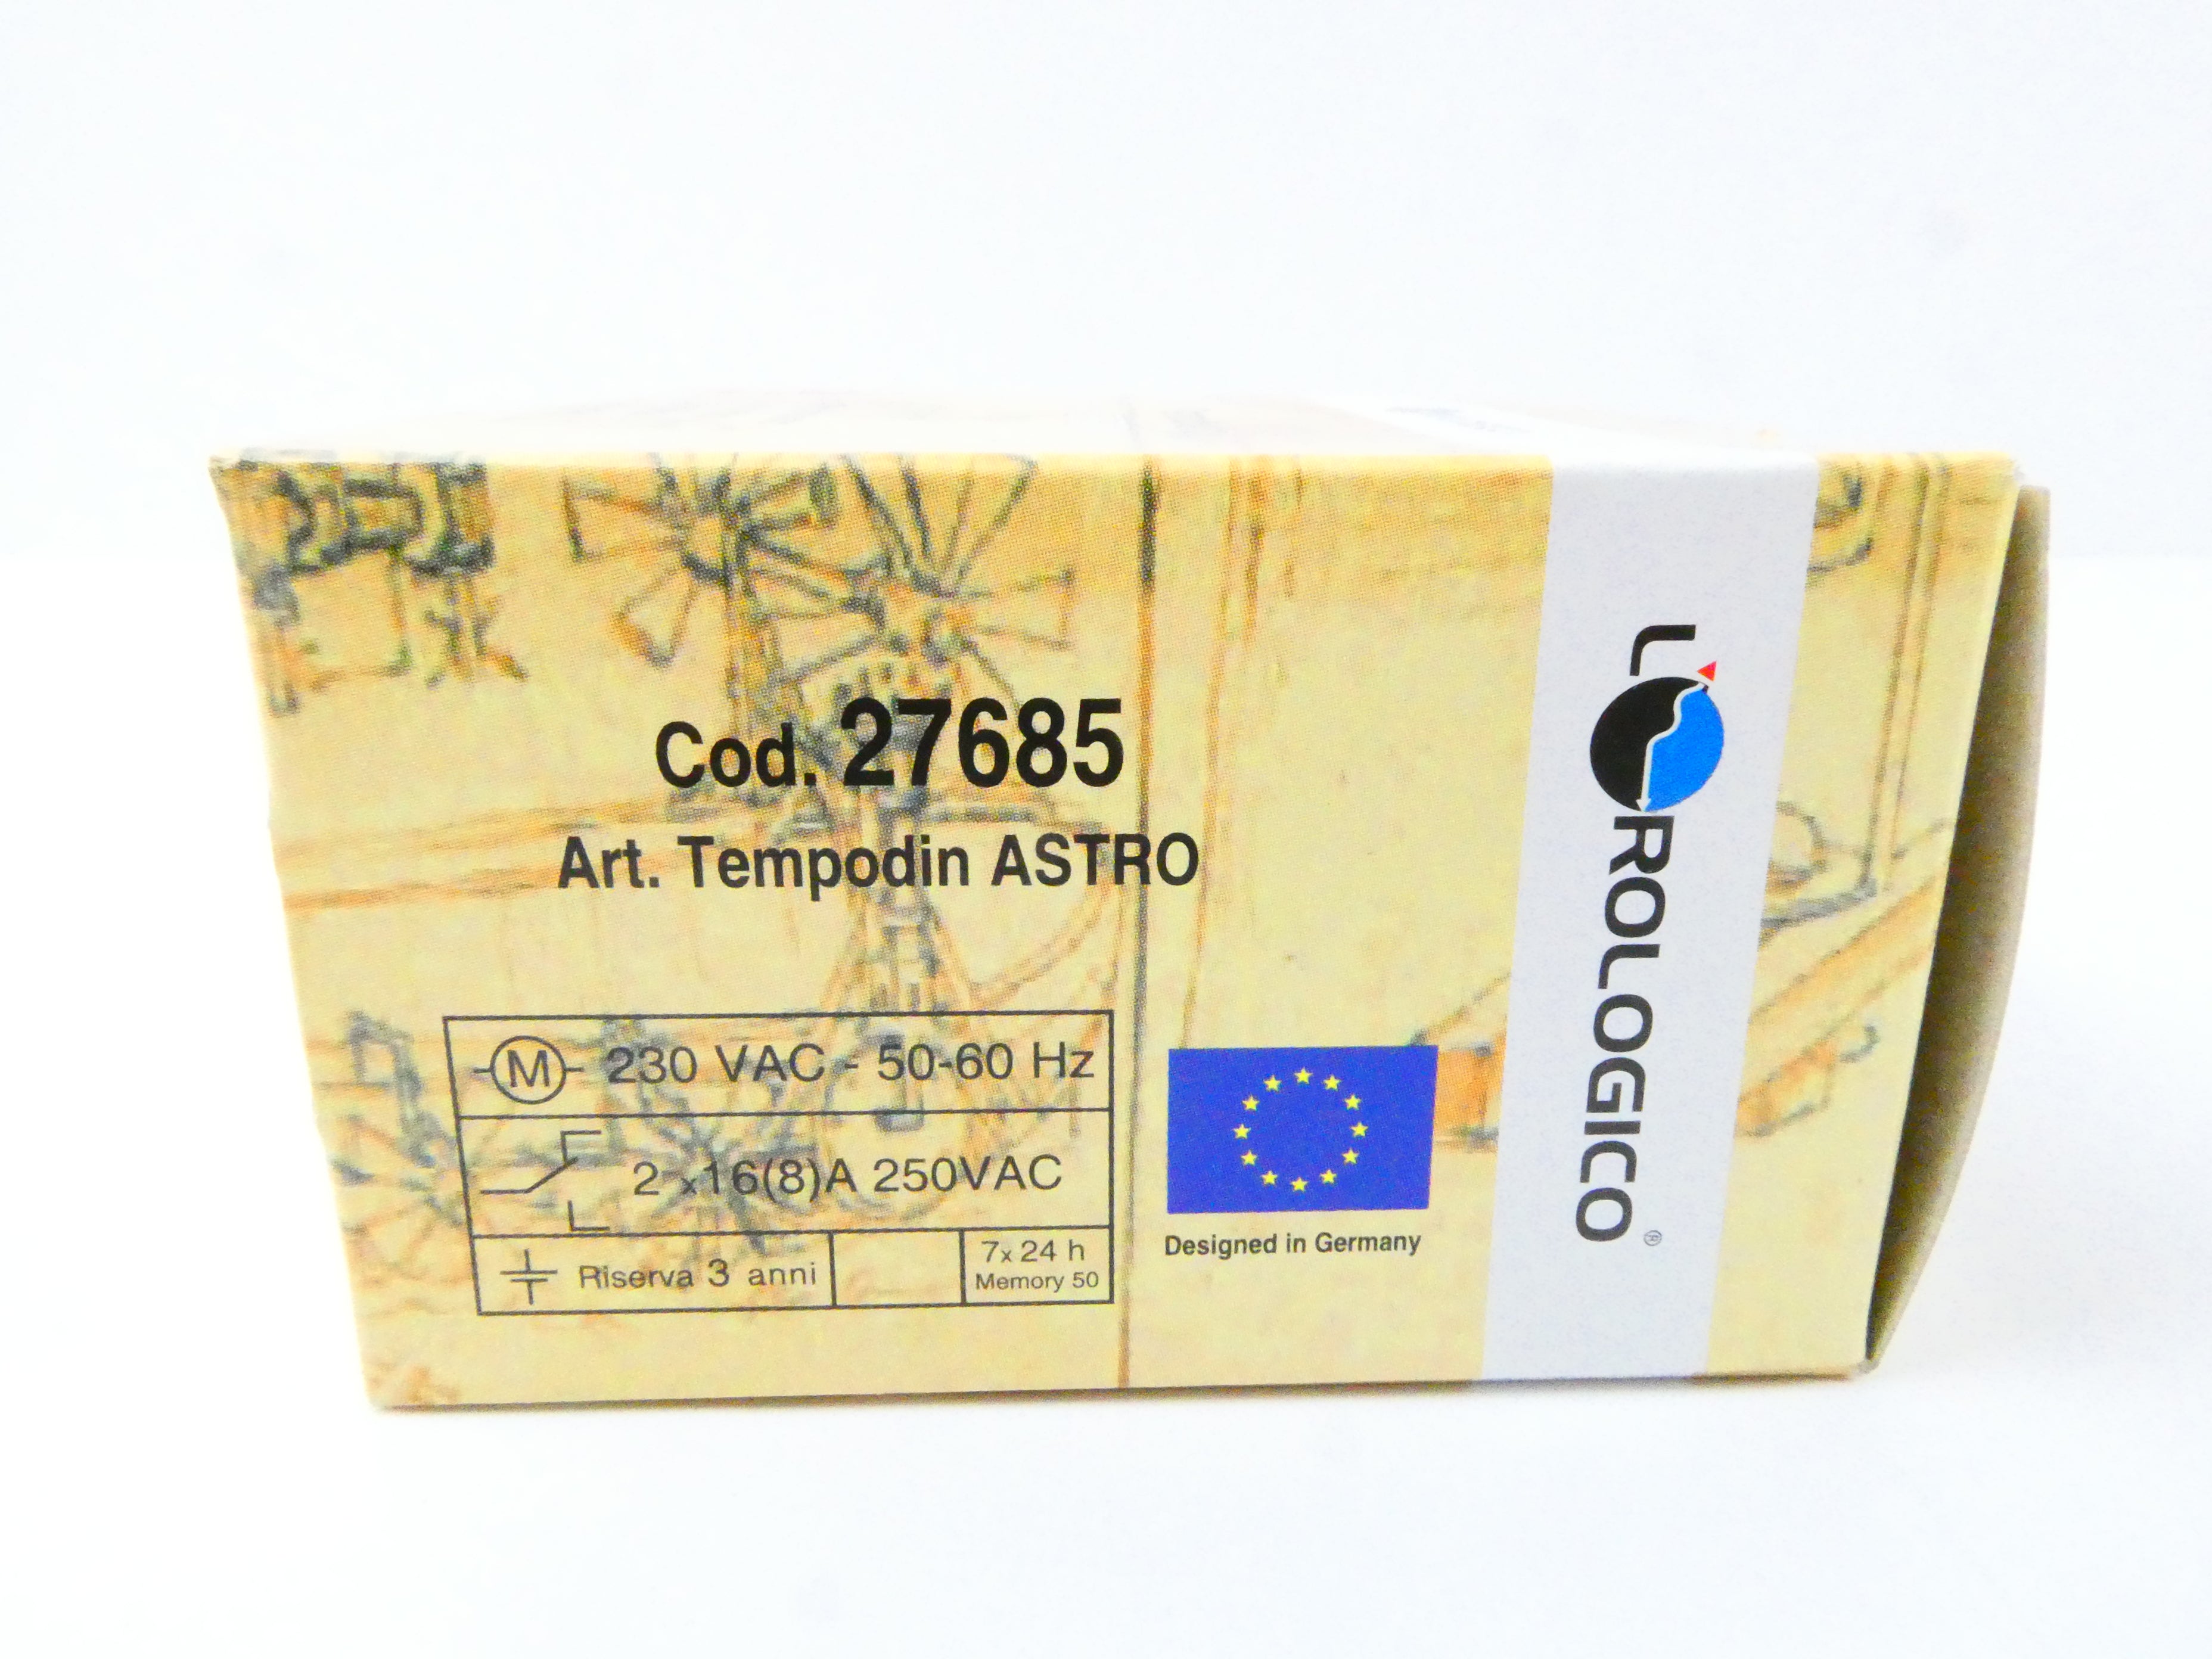 Cod. 27685
Art. Tempodin ASTRO
M 230 VAC - 50-60 Hz
2 x16(8)A 250VAC
Riserva 3 anni
7x 24 h
Memory 50
Designed in Germany
L'OROLOGICO®